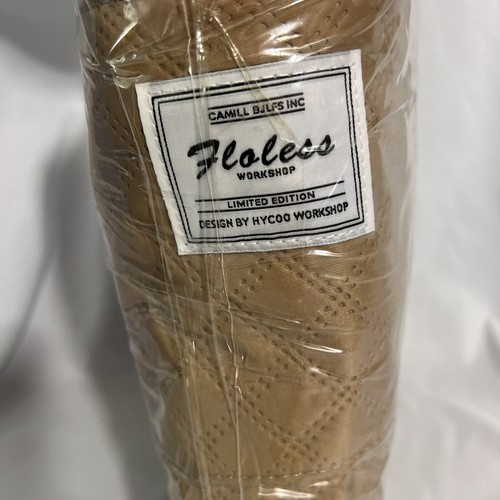 CAMILL BJLFS INC
Floless
WORKSHOP
LIMITED EDITION
DESIGN BY HYCOO WORKSHOP